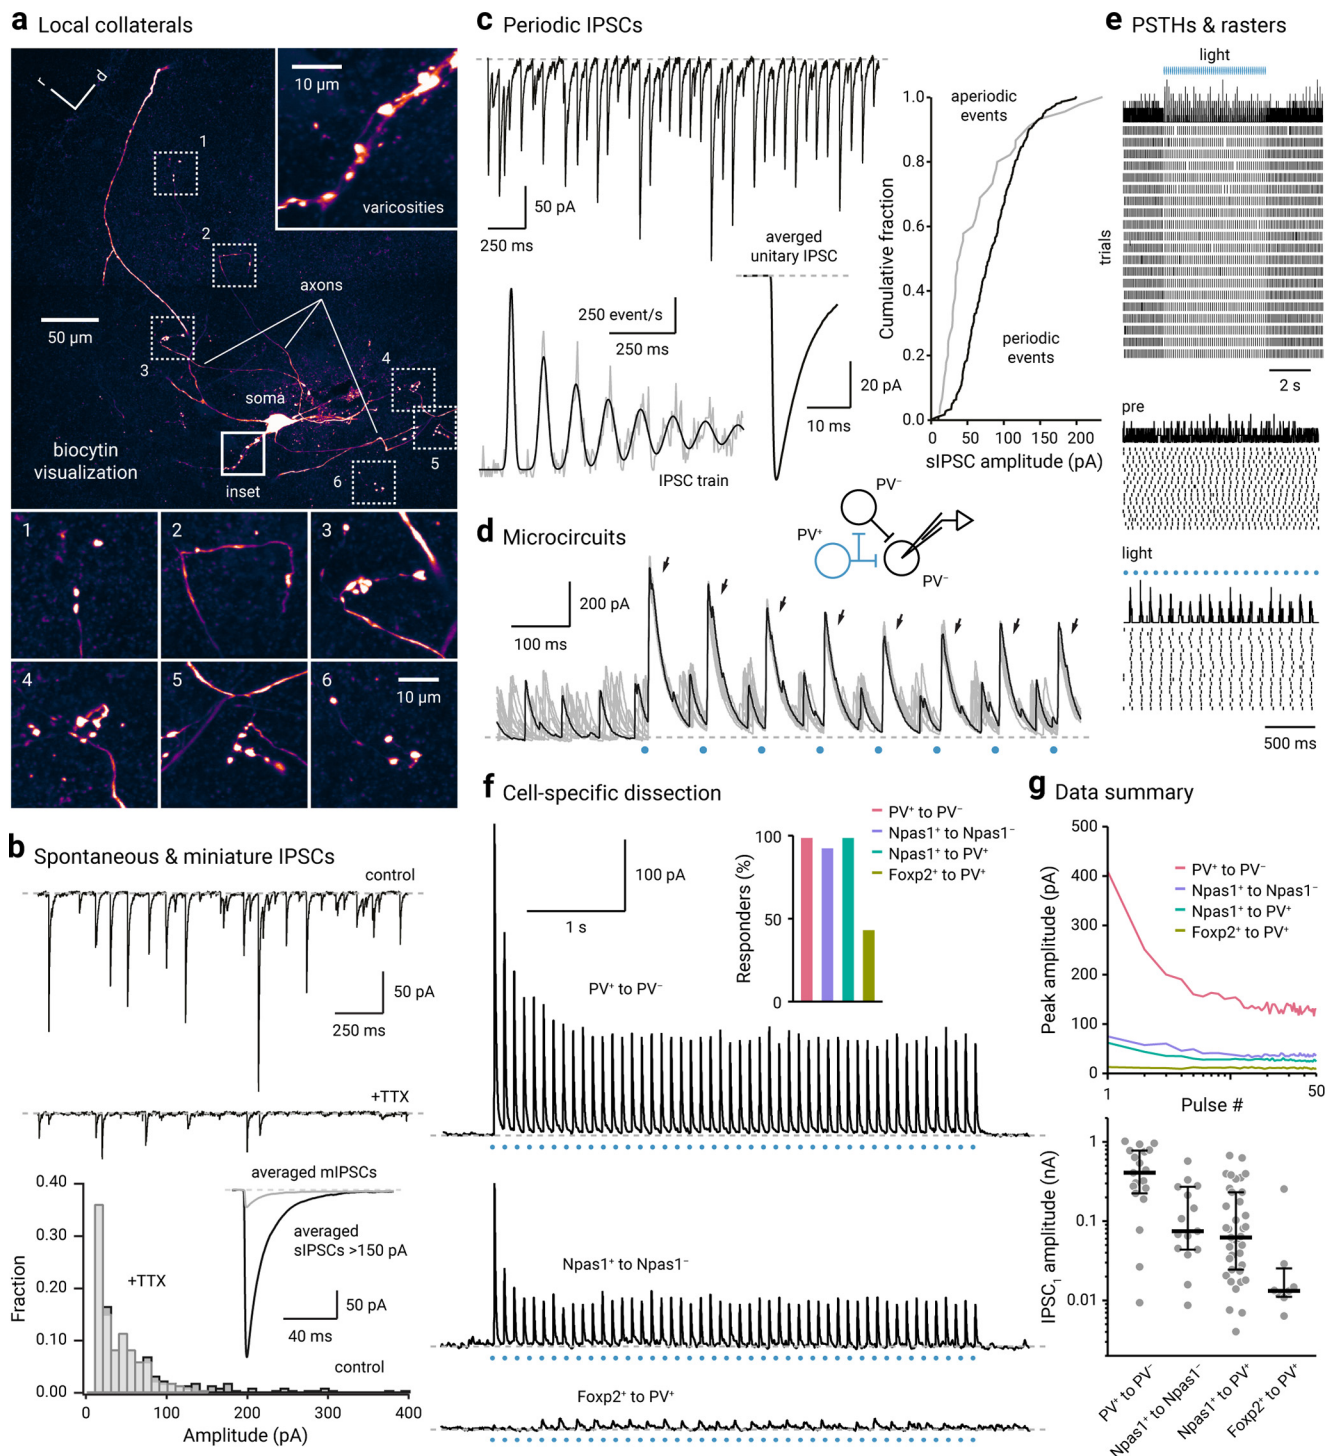 a Local collaterals
r
d
10 μm
varicosities
1
2
axons
50 μm
3
4
soma
biocytin
visualization
inset
5
6
1
2
3
4
5
6
10 μm
b Spontaneous & miniature IPSCs
control
50 pA
250 ms
+TTX
0.40
0.30
0.20
0.10
0.00
Fraction
averaged mIPSCs
averaged
sIPSCs >150 pA
+TTX
50 pA
40 ms
control
0
100
200
300
400
Amplitude (pA)
c Periodic IPSCs
50 pA
250 ms
averged
unitary IPSC
250 event/s
250 ms
20 pA
10 ms
IPSC train
1.0
0.8
0.6
0.4
0.2
0.0
Cumulative fraction
aperiodic
events
periodic
events
0
50
100
150
200
sIPSC amplitude (pA)
d Microcircuits
PV⁻
PV⁺
PV⁻
200 pA
100 ms
e PSTHs & rasters
light
trials
2 s
pre
light
500 ms
f Cell-specific dissection
100 pA
1 s
PV⁺ to PV⁻
100
50
0
Responders (%)
PV⁺ to PV⁻
Npas1⁺ to Npas1⁻
Npas1⁺ to PV⁺
Foxp2⁺ to PV⁺
Npas1⁺ to Npas1⁻
Foxp2⁺ to PV⁺
g Data summary
500
400
300
200
100
0
Peak amplitude (pA)
PV⁺ to PV⁻
Npas1⁺ to Npas1⁻
Npas1⁺ to PV⁺
Foxp2⁺ to PV⁺
1
50
Pulse #
1
0.1
0.01
IPSC₁ amplitude (nA)
PV⁺ to PV⁻
Npas1⁺ to Npas1⁻
Npas1⁺ to PV⁺
Foxp2⁺ to PV⁺